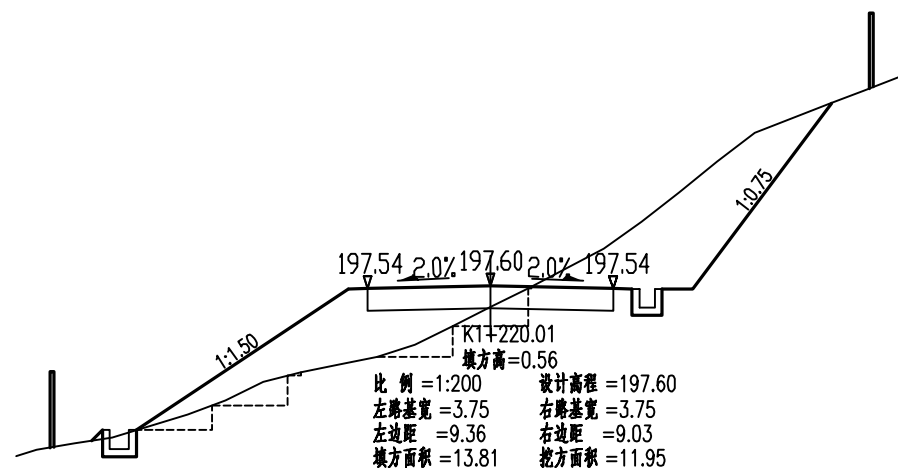 1:0.75
197.54 2.0% 197.60 2.0% 197.54
1:1.50
K1+220.01
填方高=0.56
比 例 =1:200 设计高程 =197.60
左路基宽 =3.75 右路基宽 =3.75
左边距 =9.36 右边距 =9.03
填方面积 =13.81 挖方面积 =11.95